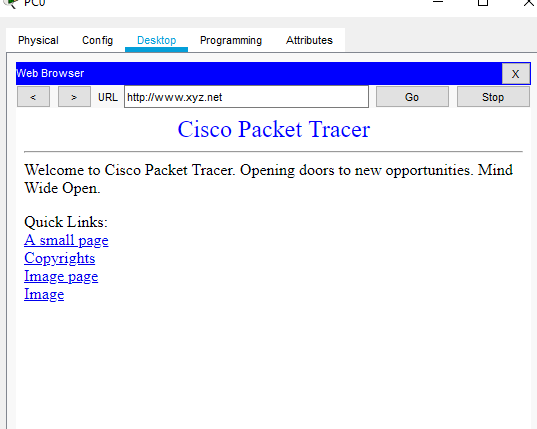 PC0
Physical Config Desktop Programming Attributes
Web Browser X
< > URL http://www.xyz.net Go Stop
Cisco Packet Tracer
Welcome to Cisco Packet Tracer. Opening doors to new opportunities. Mind
Wide Open.
Quick Links:
A small page
Copyrights
Image page
Image